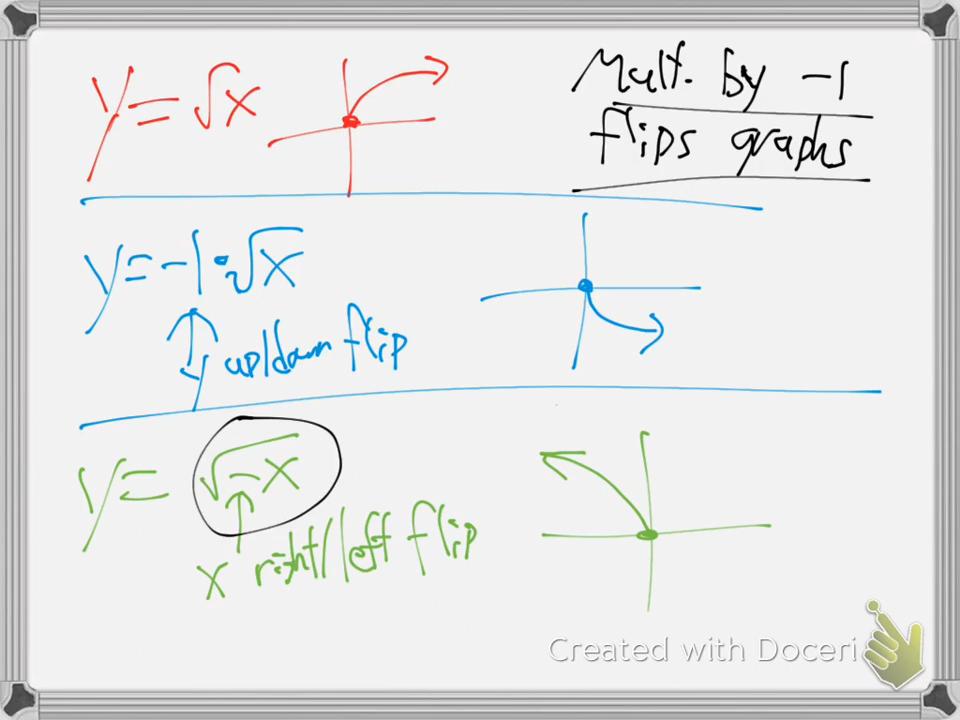 y = √x
Mult. by -1
flips graphs
y = -1·√x
y up/down flip
y = √-x
x right/left flip
Created with Doceri